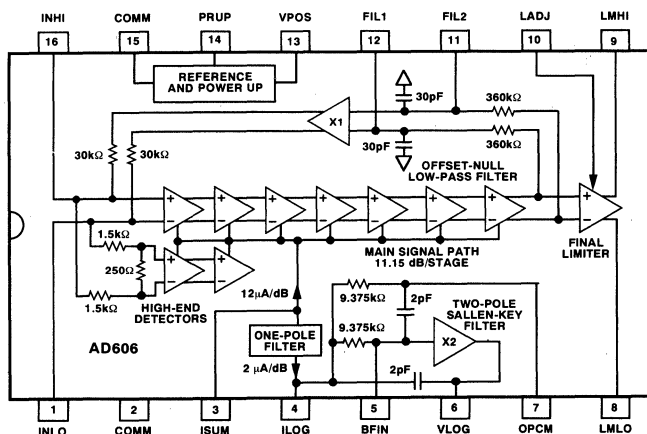 INHI COMM PRUP VPOS FIL1 FIL2 LADJ LMHI
16 15 14 13 12 11 10 9
REFERENCE
AND POWER UP
30pF
360kΩ
X1
30kΩ
30kΩ
30pF
360kΩ
OFFSET-NULL
LOW-PASS FILTER
+ + + + + + + +
– – – – – – – –
1.5kΩ
250Ω
1.5kΩ
+ +
– –
MAIN SIGNAL PATH
11.15 dB/STAGE
FINAL
LIMITER
HIGH-END
DETECTORS
12µA/dB
9.375kΩ
2pF
TWO-POLE
SALLEN-KEY
FILTER
ONE-POLE
FILTER
9.375kΩ
X2
AD606
2 µA/dB
2pF
1 2 3 4 5 6 7 8
INLO COMM ISUM ILOG BFIN VLOG OPCM LMLO